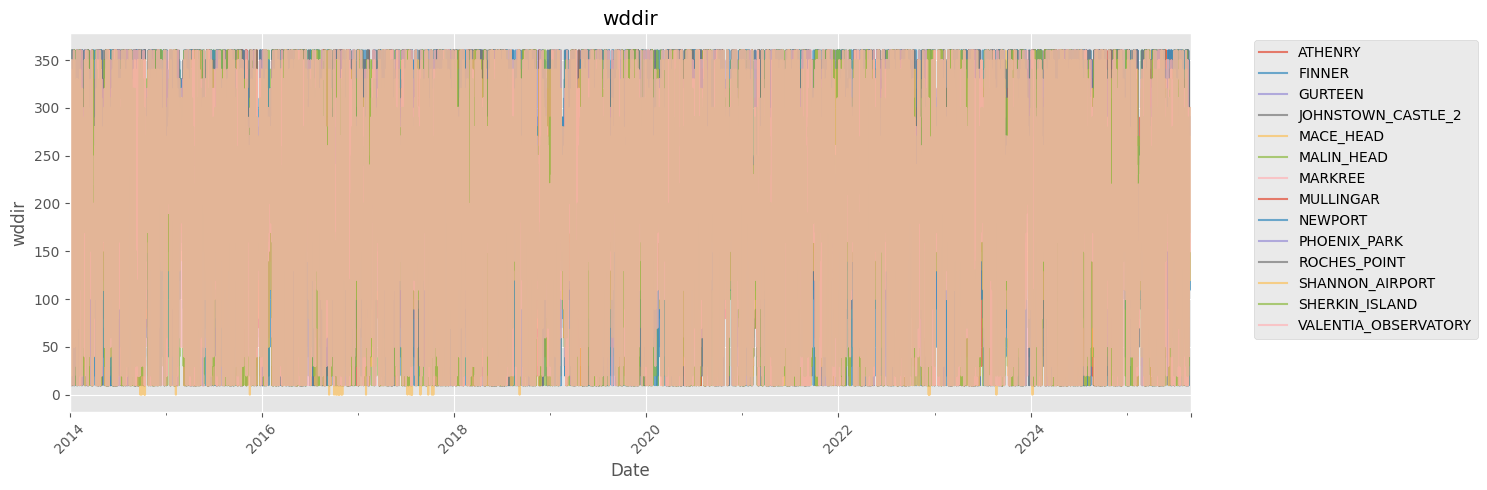 wddir
350
300
250
200
150
100
50
0
wddir
2014
2016
2018
2020
2022
2024
Date
ATHENRY
FINNER
GURTEEN
JOHNSTOWN_CASTLE_2
MACE_HEAD
MALIN_HEAD
MARKREE
MULLINGAR
NEWPORT
PHOENIX_PARK
ROCHES_POINT
SHANNON_AIRPORT
SHERKIN_ISLAND
VALENTIA_OBSERVATORY